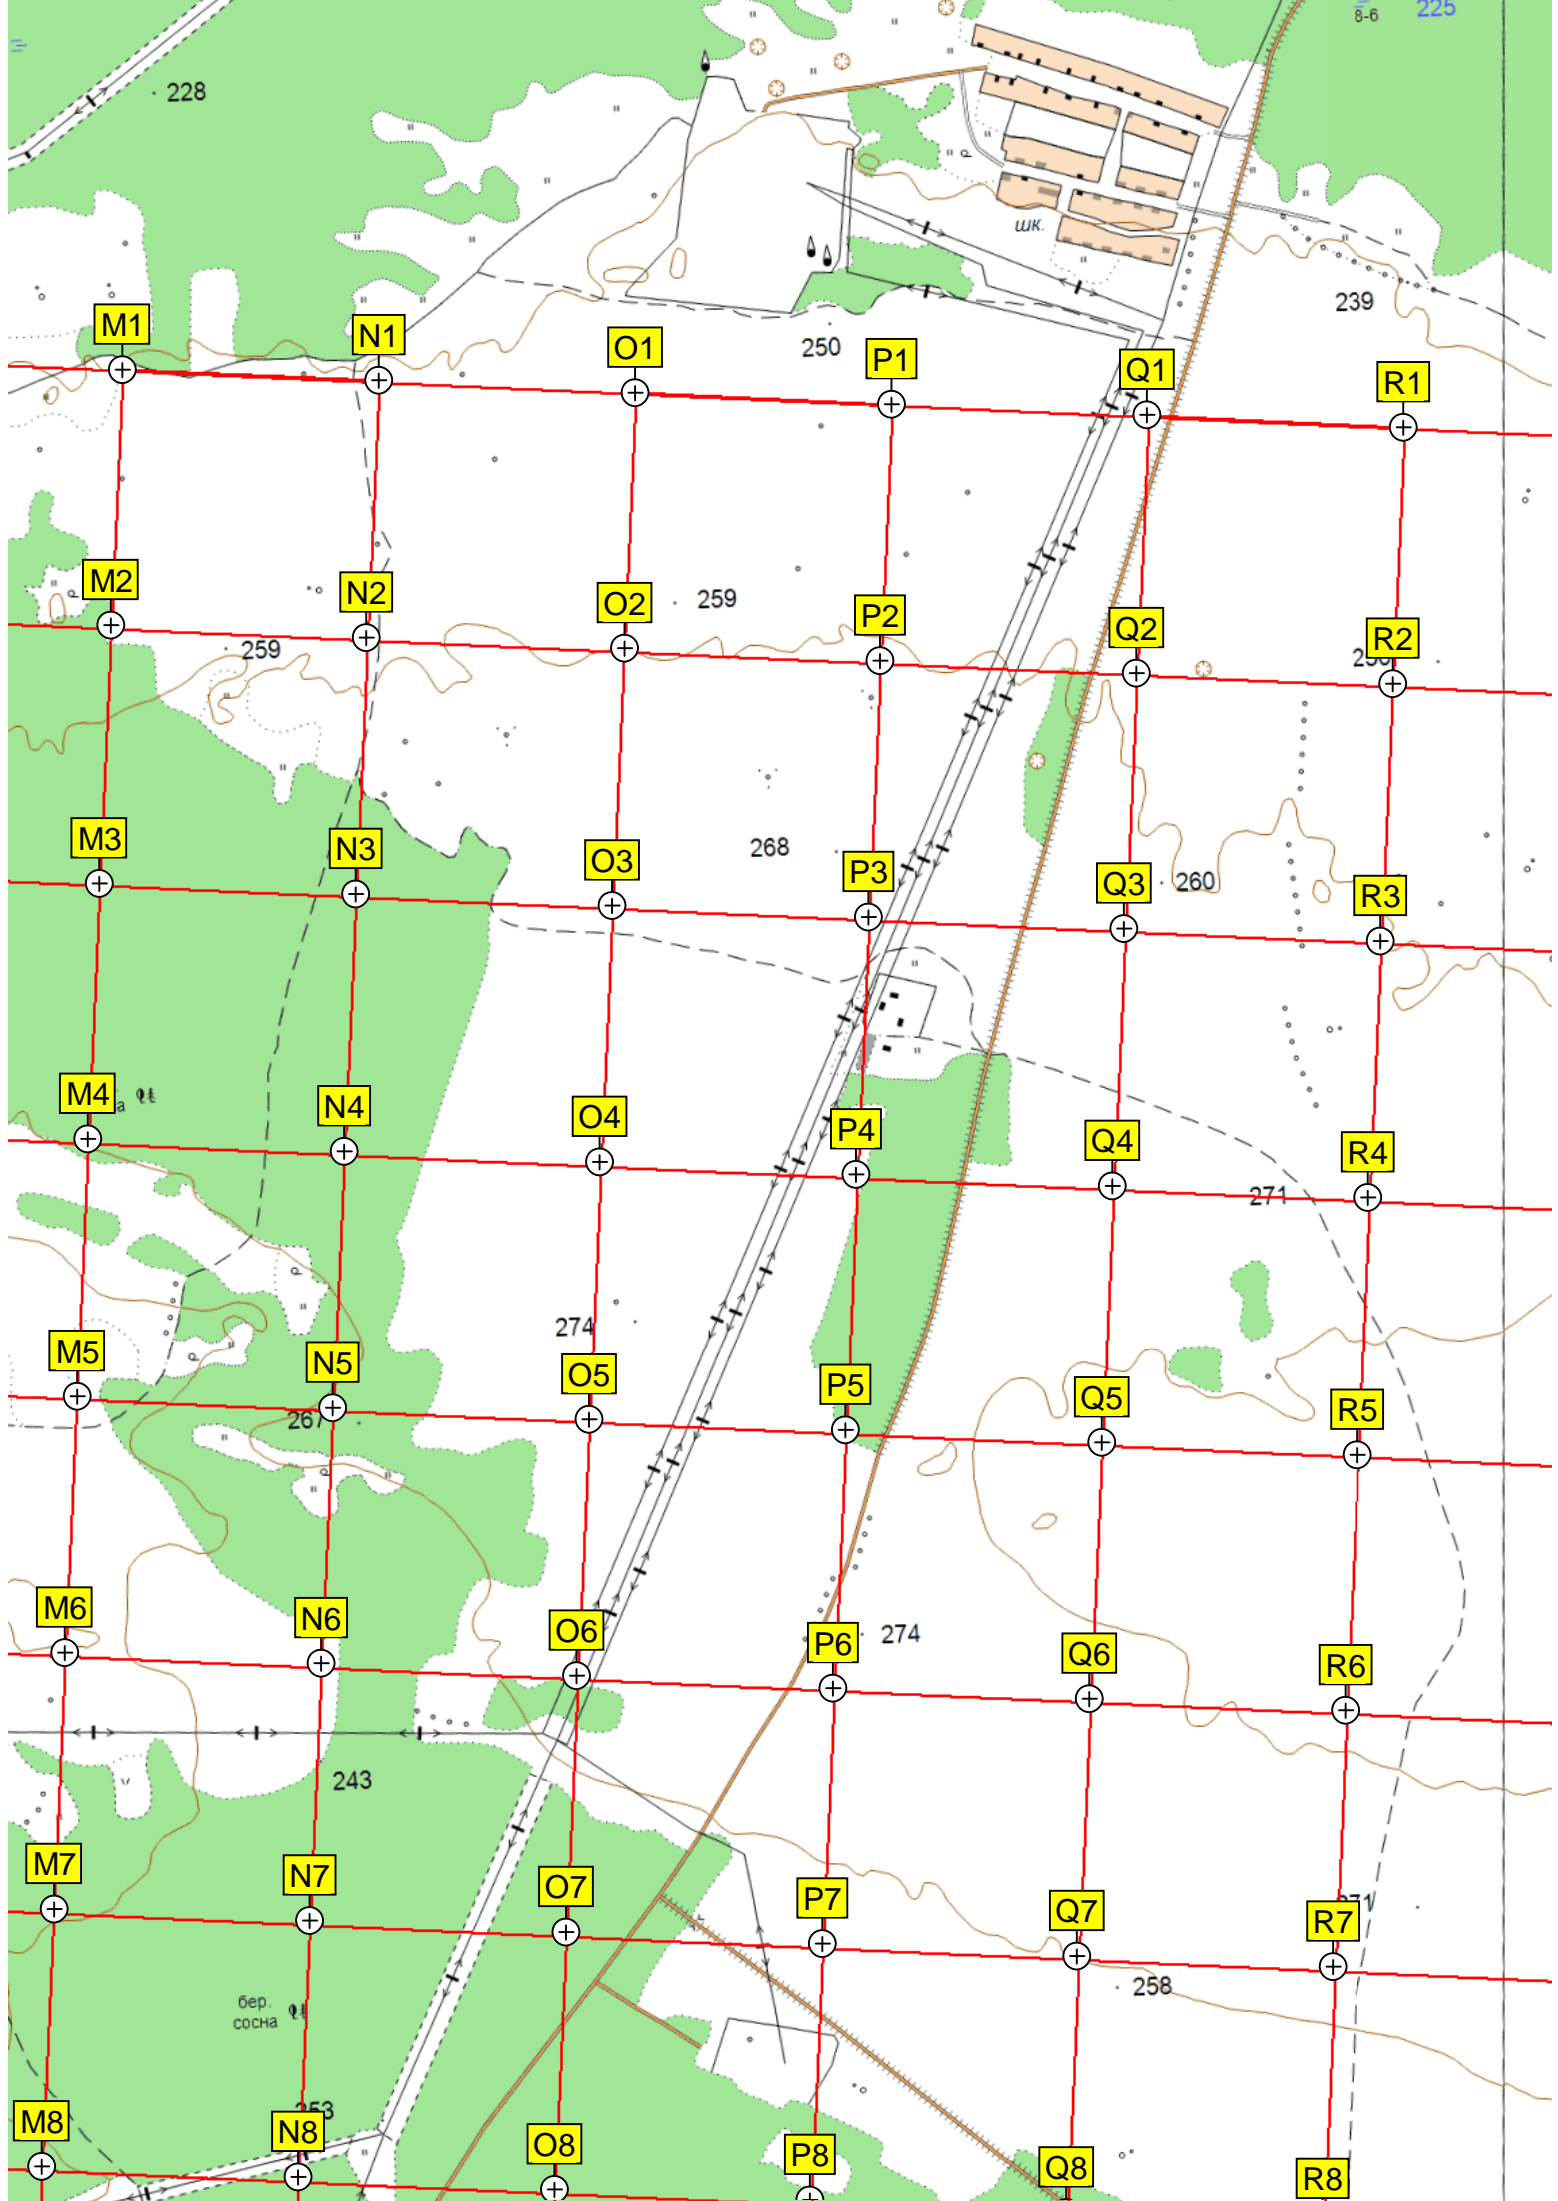 8-6 225
228
шк.
239
M1 N1 O1 250 P1 Q1 R1
M2 N2 O2 259 P2 Q2 R2
259
M3 N3 O3 268 P3 Q3 260 R3
M4 N4 O4 P4 Q4 R4
271
274
M5 N5 O5 P5 Q5 R5
267
M6 N6 O6 P6 274 Q6 R6
243
M7 N7 O7 P7 Q7 R7
258
бер.
сосна
M8 N8 O8 P8 Q8 R8